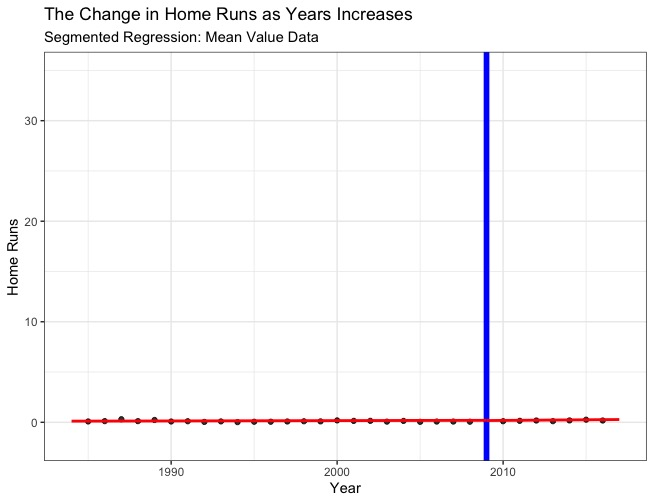 The Change in Home Runs as Years Increases
Segmented Regression: Mean Value Data
30
20
10
0
Home Runs
1990 2000 2010
Year